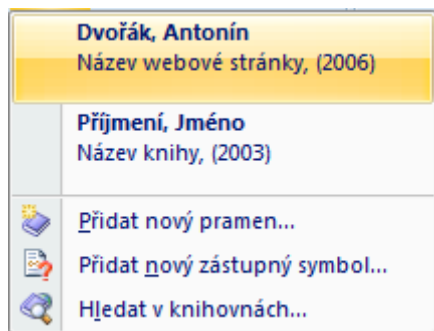 Dvořák, Antonín
Název webové stránky, (2006)
Příjmení, Jméno
Název knihy, (2003)
Přidat nový pramen...
Přidat nový zástupný symbol...
Hledat v knihovnách...